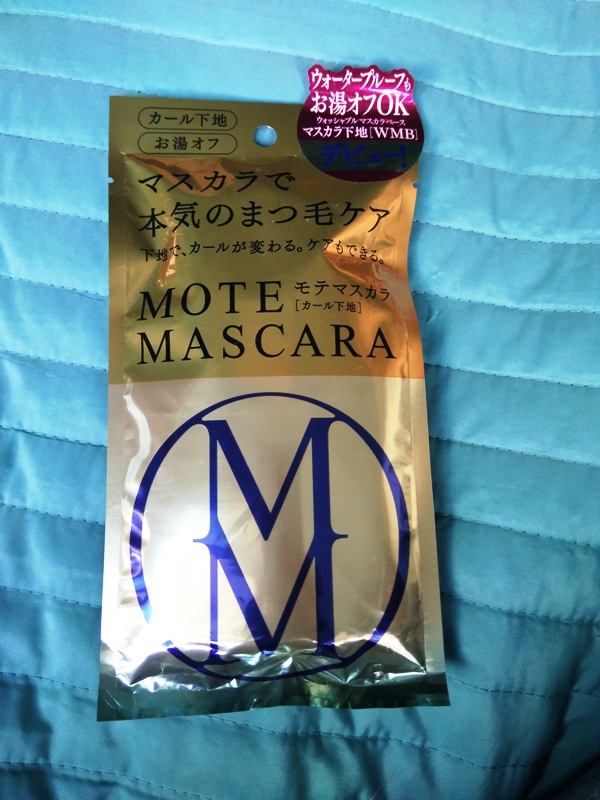 ウォータープルーフも
お湯オフOK
ウォッシャブルマスカラベース
マスカラ下地[WMB]
デビュー!
カール下地
お湯オフ
マスカラで
本気のまつ毛ケア
下地で、カールが変わる。ケアもできる。
MOTE モテマスカラ
[カール下地]
MASCARA
M
M